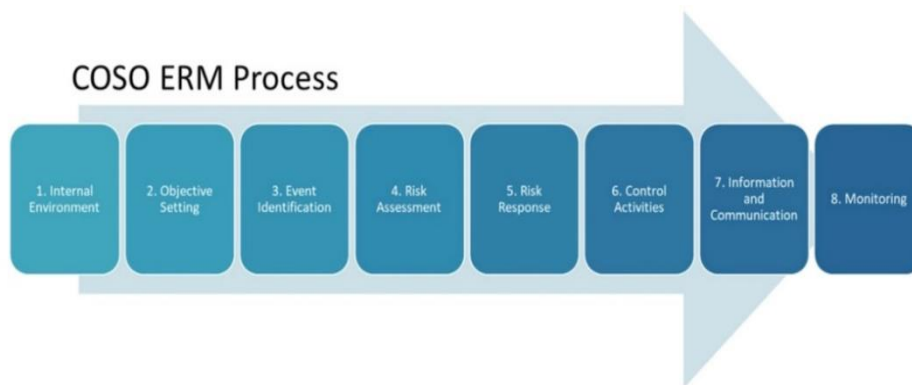 COSO ERM Process
1. Internal
Environment
2. Objective
Setting
3. Event
Identification
4. Risk
Assessment
5. Risk
Response
6. Control
Activities
7. Information
and
Communication
8. Monitoring